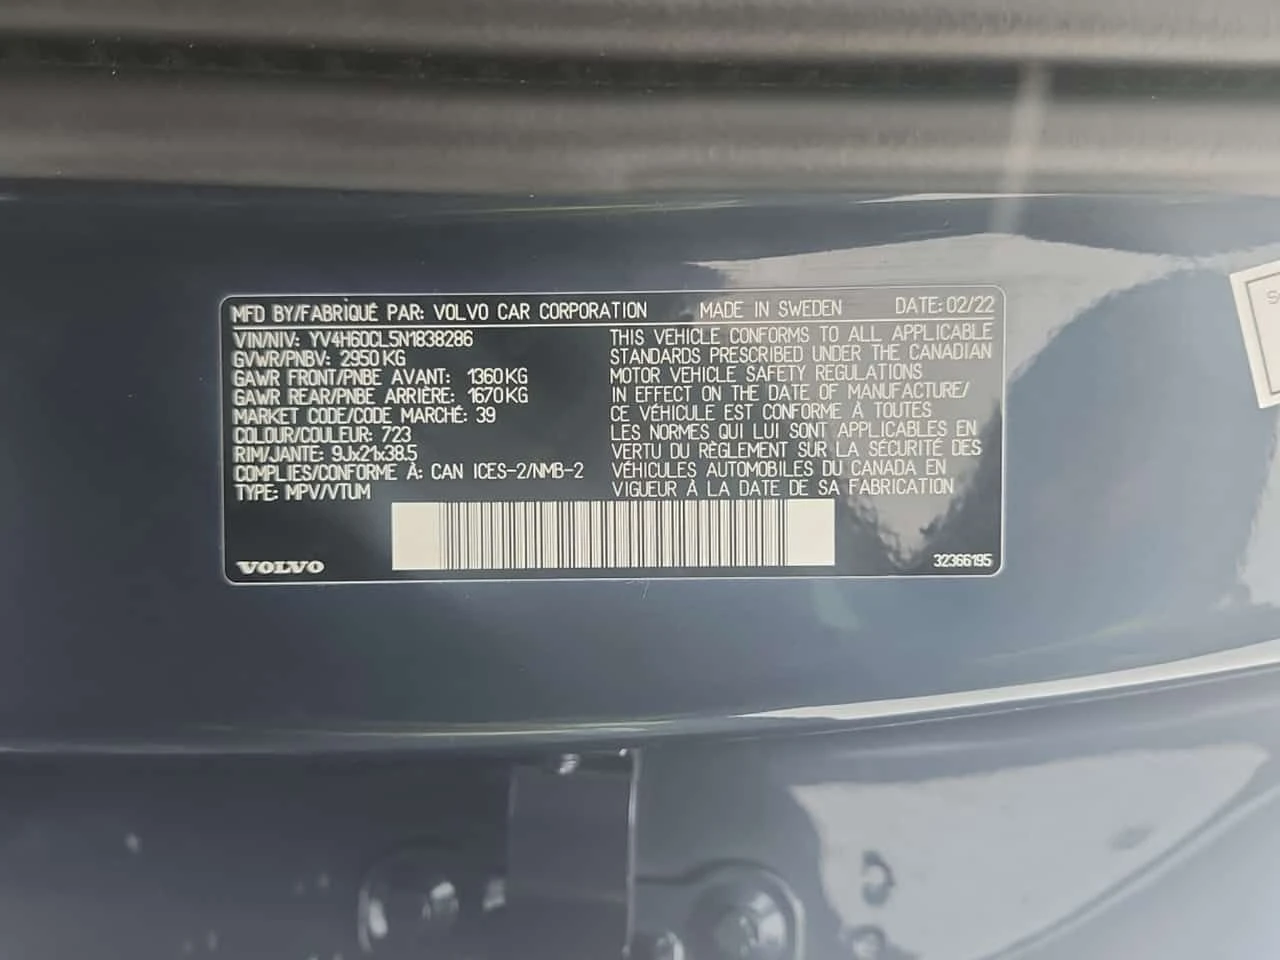 MFD BY/FABRIQUÉ PAR: VOLVO CAR CORPORATION MADE IN SWEDEN DATE: 02/22
VIN/NIV: YV4H60CL5N1838286
GVWR/PNBV: 2950 KG
GAWR FRONT/PNBE AVANT: 1360 KG
GAWR REAR/PNBE ARRIÈRE: 1670 KG
MARKET CODE/CODE MARCHÉ: 39
COLOUR/COULEUR: 723
RIM/JANTE: 9Jx21x38.5
COMPLIES/CONFORME À: CAN ICES-2/NMB-2
TYPE: MPV/VTUM
THIS VEHICLE CONFORMS TO ALL APPLICABLE
STANDARDS PRESCRIBED UNDER THE CANADIAN
MOTOR VEHICLE SAFETY REGULATIONS
IN EFFECT ON THE DATE OF MANUFACTURE/
CE VÉHICULE EST CONFORME À TOUTES
LES NORMES QUI LUI SONT APPLICABLES EN
VERTU DU RÈGLEMENT SUR LA SÉCURITÉ DES
VÉHICULES AUTOMOBILES DU CANADA EN
VIGUEUR À LA DATE DE SA FABRICATION
VOLVO
32366195